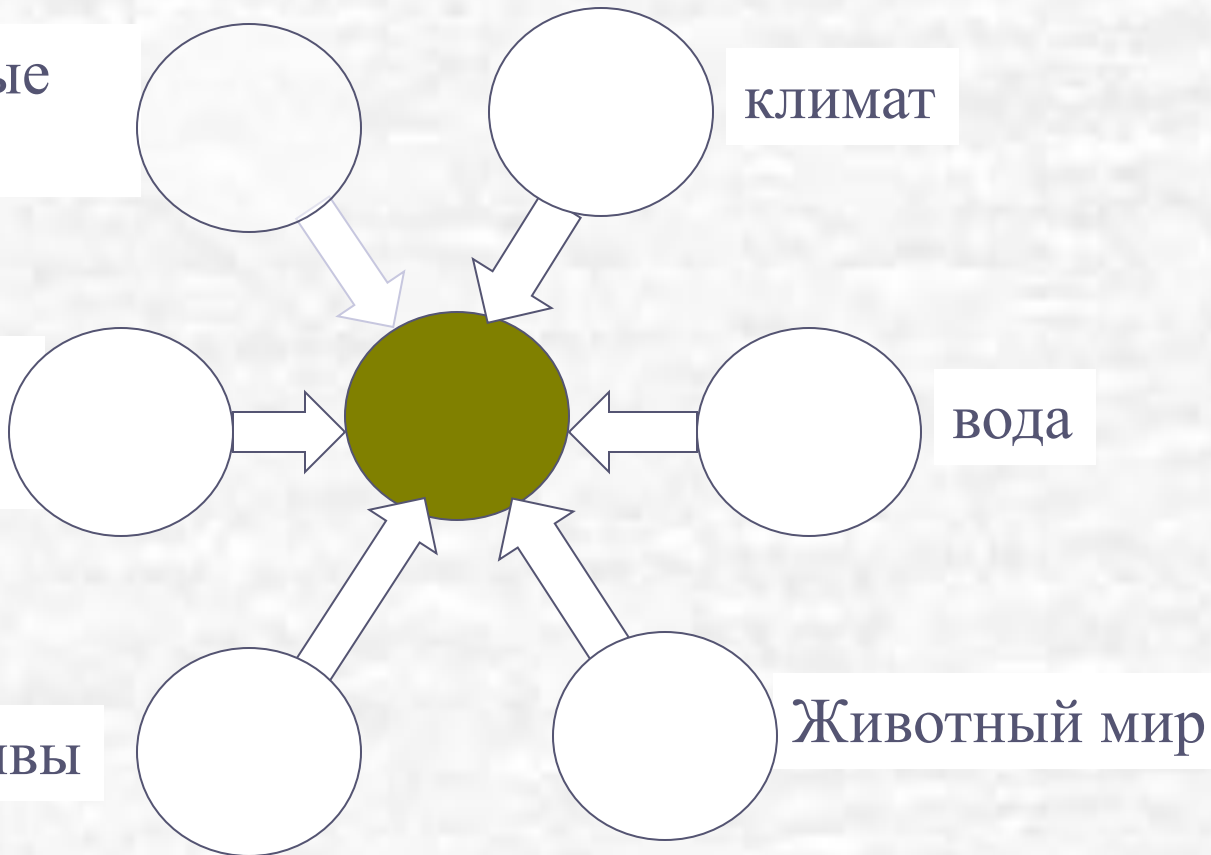 климат
вода
Животный мир